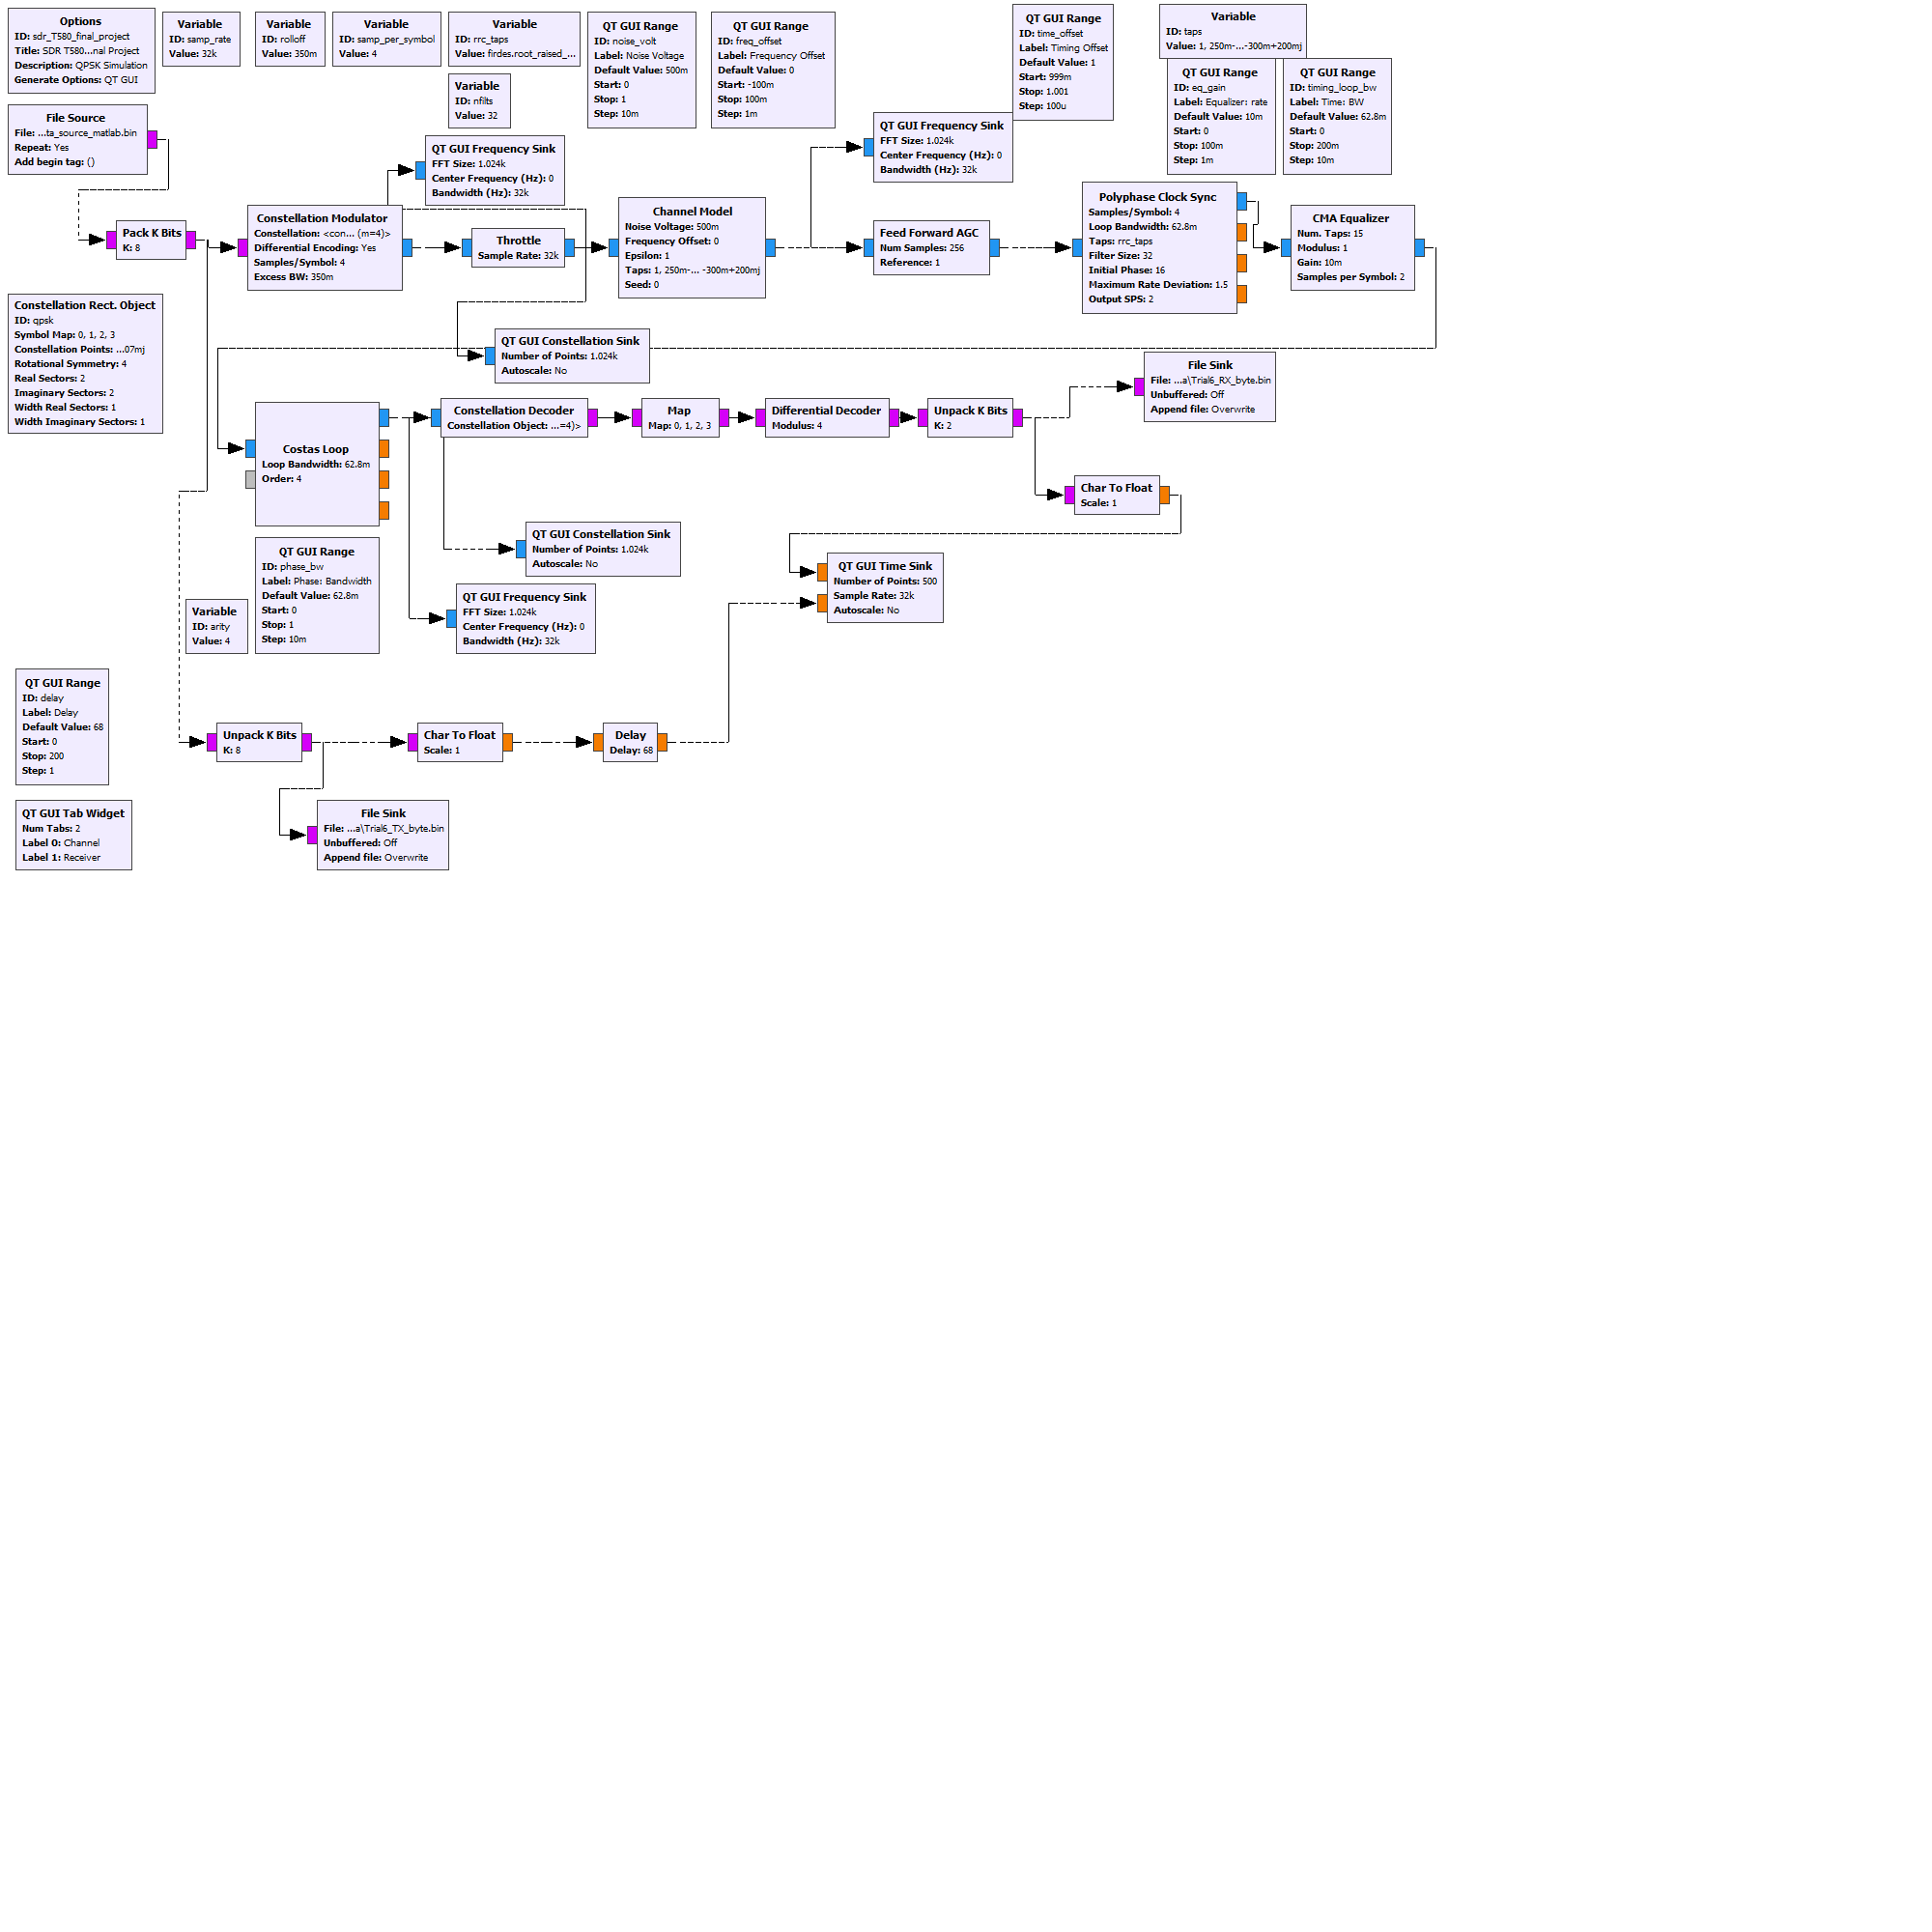 Options
ID: sdr_T580_final_project
Title: SDR T580...nal Project
Description: QPSK Simulation
Generate Options: QT GUI
Variable
ID: samp_rate
Value: 32k
Variable
ID: rolloff
Value: 350m
Variable
ID: samp_per_symbol
Value: 4
Variable
ID: rrc_taps
Value: firdes.root_raised_...
Variable
ID: nfilts
Value: 32
QT GUI Range
ID: noise_volt
Label: Noise Voltage
Default Value: 500m
Start: 0
Stop: 1
Step: 10m
QT GUI Range
ID: freq_offset
Label: Frequency Offset
Default Value: 0
Start: -100m
Stop: 100m
Step: 1m
QT GUI Range
ID: time_offset
Label: Timing Offset
Default Value: 1
Start: 999m
Stop: 1.001
Step: 100u
Variable
ID: taps
Value: 1, 250m-...-300m+200mj
QT GUI Range
ID: eq_gain
Label: Equalizer: rate
Default Value: 10m
Start: 0
Stop: 100m
Step: 1m
QT GUI Range
ID: timing_loop_bw
Label: Time: BW
Default Value: 62.8m
Start: 0
Stop: 200m
Step: 10m
File Source
File: ...ta_source_matlab.bin
Repeat: Yes
Add begin tag: ()
QT GUI Frequency Sink
FFT Size: 1.024k
Center Frequency (Hz): 0
Bandwidth (Hz): 32k
QT GUI Frequency Sink
FFT Size: 1.024k
Center Frequency (Hz): 0
Bandwidth (Hz): 32k
Pack K Bits
K: 8
Constellation Modulator
Constellation: <con... (m=4)>
Differential Encoding: Yes
Samples/Symbol: 4
Excess BW: 350m
Throttle
Sample Rate: 32k
Channel Model
Noise Voltage: 500m
Frequency Offset: 0
Epsilon: 1
Taps: 1, 250m-... -300m+200mj
Seed: 0
Feed Forward AGC
Num Samples: 256
Reference: 1
Polyphase Clock Sync
Samples/Symbol: 4
Loop Bandwidth: 62.8m
Taps: rrc_taps
Filter Size: 32
Initial Phase: 16
Maximum Rate Deviation: 1.5
Output SPS: 2
CMA Equalizer
Num. Taps: 15
Modulus: 1
Gain: 10m
Samples per Symbol: 2
Constellation Rect. Object
ID: qpsk
Symbol Map: 0, 1, 2, 3
Constellation Points: ...07mj
Rotational Symmetry: 4
Real Sectors: 2
Imaginary Sectors: 2
Width Real Sectors: 1
Width Imaginary Sectors: 1
QT GUI Constellation Sink
Number of Points: 1.024k
Autoscale: No
File Sink
File: ...a\Trial6_RX_byte.bin
Unbuffered: Off
Append file: Overwrite
Costas Loop
Loop Bandwidth: 62.8m
Order: 4
Constellation Decoder
Constellation Object: ...=4)>
Map
Map: 0, 1, 2, 3
Differential Decoder
Modulus: 4
Unpack K Bits
K: 2
Char To Float
Scale: 1
QT GUI Constellation Sink
Number of Points: 1.024k
Autoscale: No
QT GUI Range
ID: phase_bw
Label: Phase: Bandwidth
Default Value: 62.8m
Start: 0
Stop: 1
Step: 10m
QT GUI Time Sink
Number of Points: 500
Sample Rate: 32k
Autoscale: No
QT GUI Frequency Sink
FFT Size: 1.024k
Center Frequency (Hz): 0
Bandwidth (Hz): 32k
Variable
ID: arity
Value: 4
QT GUI Range
ID: delay
Label: Delay
Default Value: 68
Start: 0
Stop: 200
Step: 1
Unpack K Bits
K: 8
Char To Float
Scale: 1
Delay
Delay: 68
QT GUI Tab Widget
Num Tabs: 2
Label 0: Channel
Label 1: Receiver
File Sink
File: ...a\Trial6_TX_byte.bin
Unbuffered: Off
Append file: Overwrite